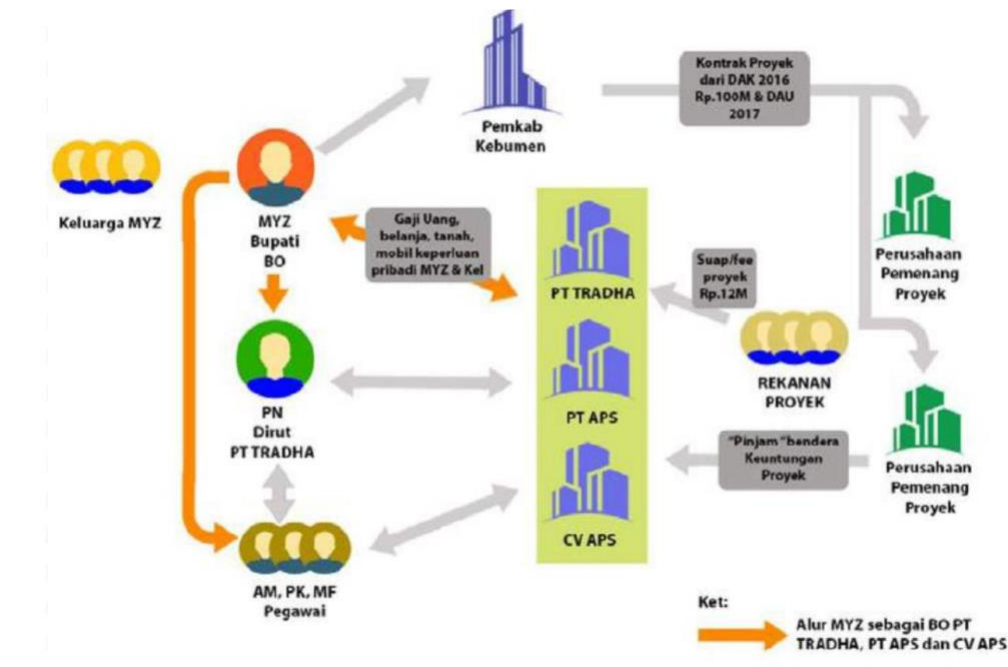 Kontrak Proyek
dari DAK 2016
Rp.100M & DAU
2017
Pemkab
Kebumen
Keluarga MYZ
MYZ
Bupati
BO
Gaji Uang,
belanja, tanah,
mobil keperluan
pribadi MYZ & Kel
PT TRADHA
Suap/fee
proyek
Rp.12M
Perusahaan
Pemenang
Proyek
REKANAN
PROYEK
PN
Dirut
PT TRADHA
PT APS
"Pinjam "bendera
Keuntungan
Proyek
Perusahaan
Pemenang
Proyek
CV APS
AM, PK, MF
Pegawai
Ket:
Alur MYZ sebagai BO PT
TRADHA, PT APS dan CV APS